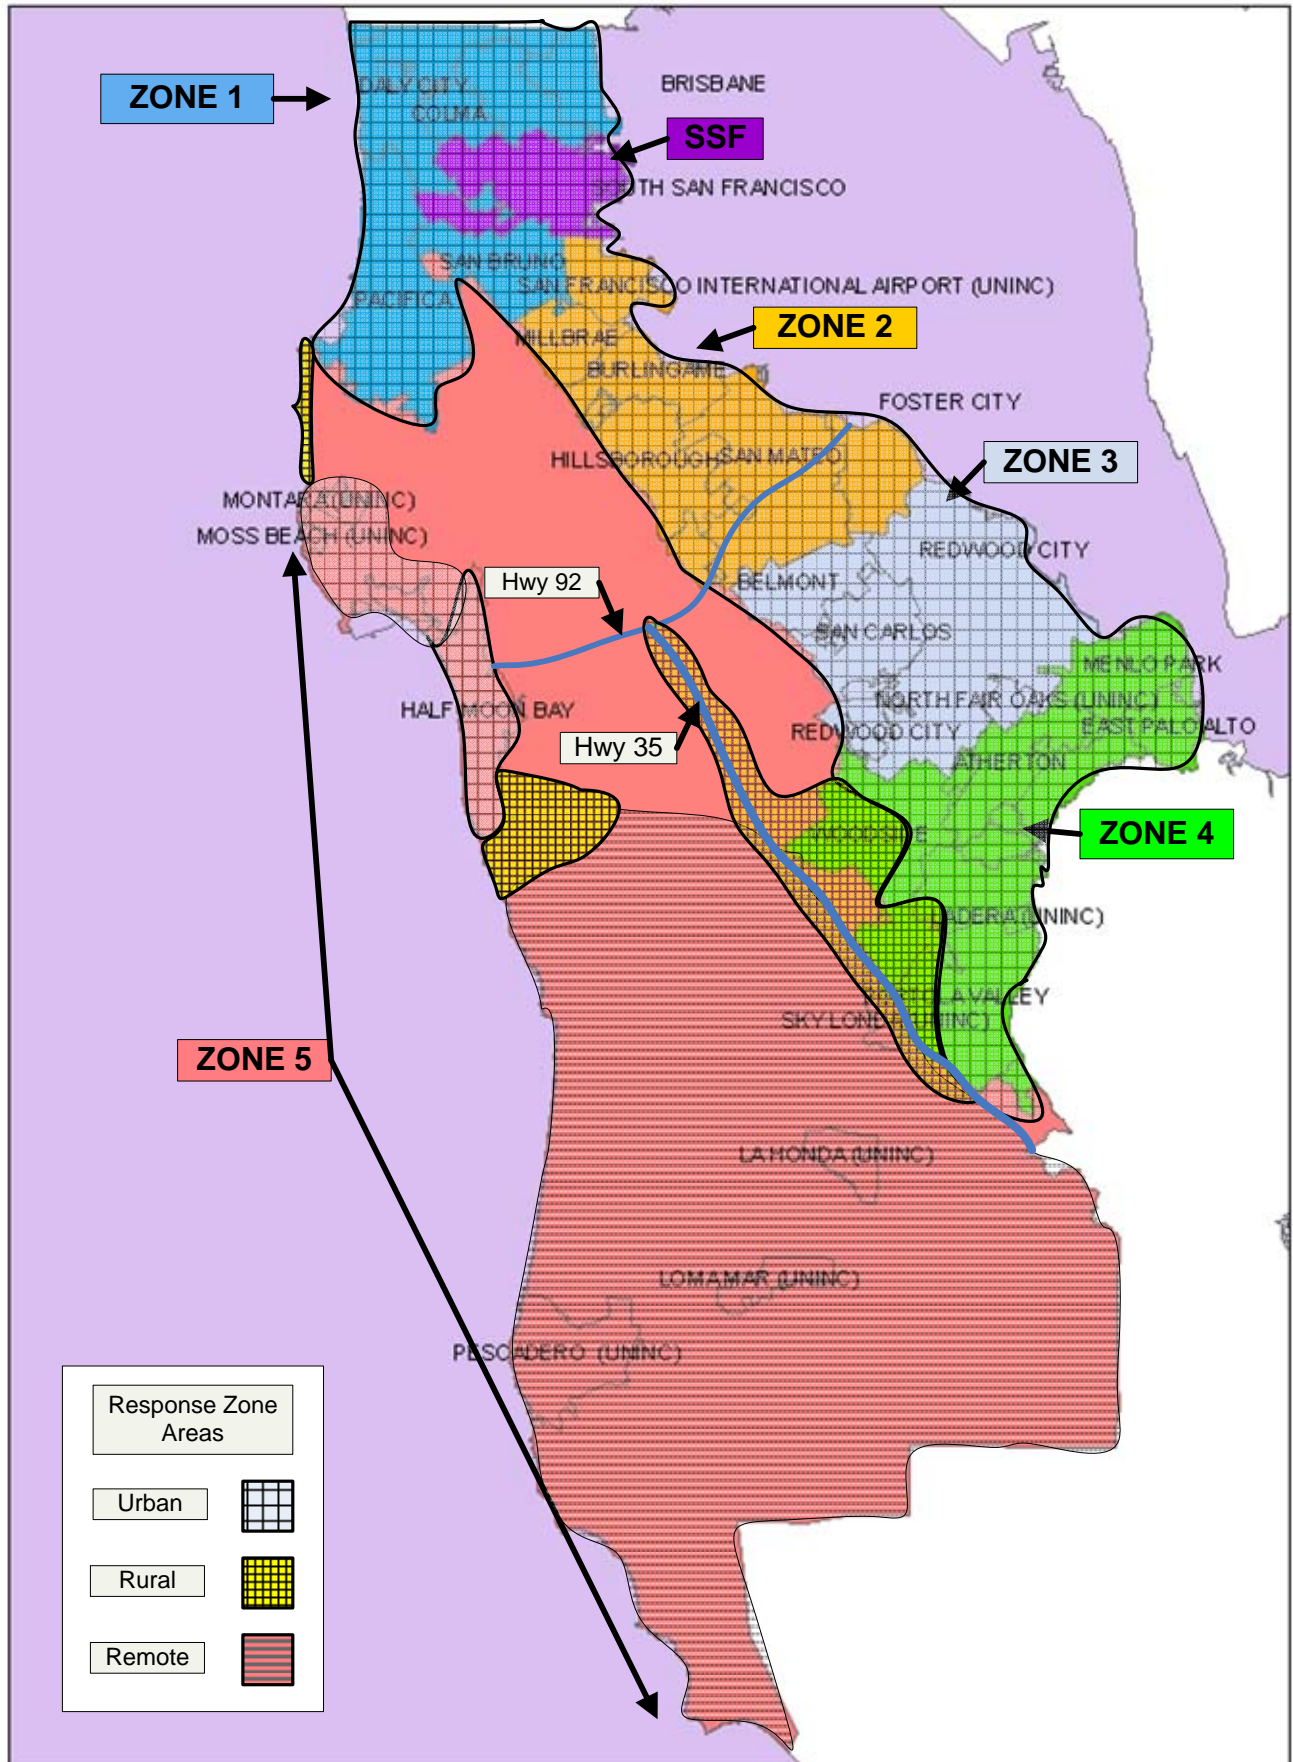 DALY CITY
BRISBANE
ZONE 1
COLMA
SSF
SOUTH SAN FRANCISCO
SAN BRUNO
SAN FRANCISCO INTERNATIONAL AIRPORT (UNINC)
PACIFICA
ZONE 2
MILLBRAE
BURLINGAME
FOSTER CITY
HILLSBOROUGH
SAN MATEO
ZONE 3
MONTARA (UNINC)
MOSS BEACH (UNINC)
REDWOOD CITY
Hwy 92
BELMONT
SAN CARLOS
MENLO PARK
NORTH FAIR OAKS (UNINC)
HALF MOON BAY
REDWOOD CITY
EAST PALO ALTO
Hwy 35
ATHERTON
WOODSIDE
ZONE 4
LADERA (UNINC)
PORTOLA VALLEY
SKYLONDA (UNINC)
ZONE 5
LA HONDA (UNINC)
LOMA MAR (UNINC)
PESCADERO (UNINC)
Response Zone
Areas
Urban
Rural
Remote